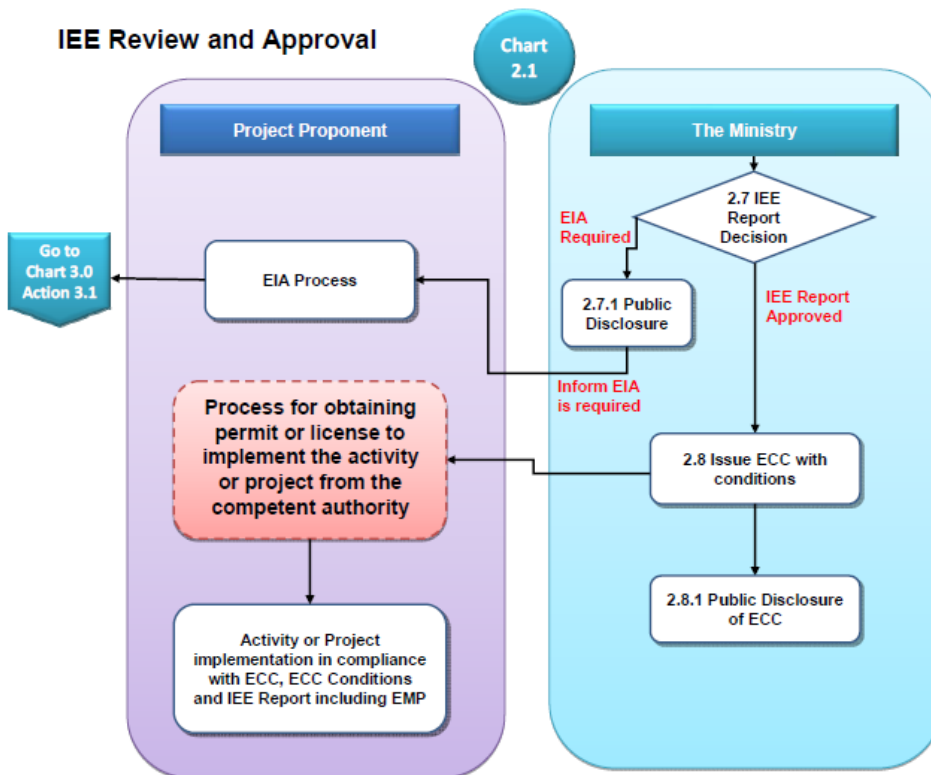 IEE Review and Approval
Chart
2.1
Project Proponent
The Ministry
2.7 IEE
Report
Decision
EIA
Required
Go to
Chart 3.0
Action 3.1
EIA Process
2.7.1 Public
Disclosure
IEE Report
Approved
Inform EIA
is required
Process for obtaining
permit or license to
implement the activity
or project from the
competent authority
2.8 Issue ECC with
conditions
2.8.1 Public Disclosure
of ECC
Activity or Project
implementation in compliance
with ECC, ECC Conditions
and IEE Report including EMP